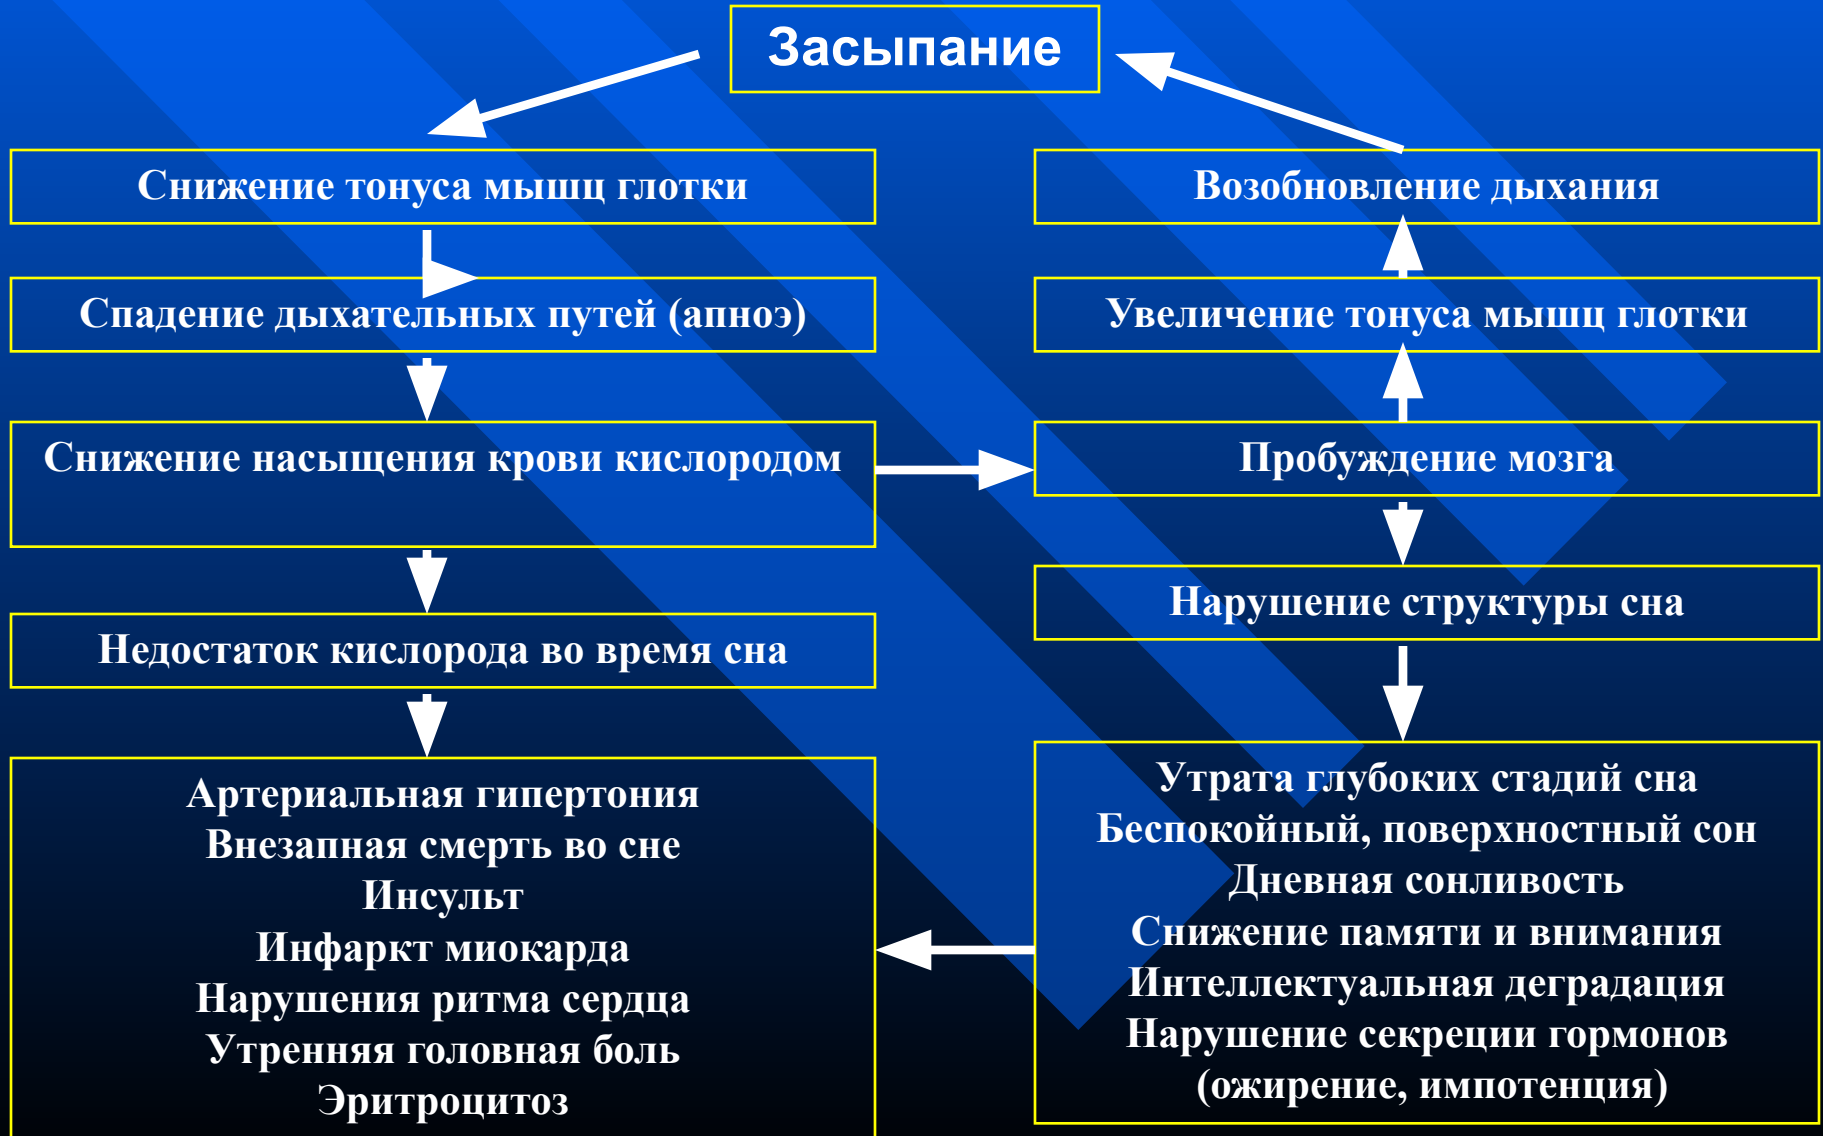 Засыпание
Снижение тонуса мышц глотки
Спадение дыхательных путей (апноэ)
Снижение насыщения крови кислородом
Недостаток кислорода во время сна
Артериальная гипертония
Внезапная смерть во сне
Инсульт
Инфаркт миокарда
Нарушения ритма сердца
Утренняя головная боль
Эритроцитоз
Возобновление дыхания
Увеличение тонуса мышц глотки
Пробуждение мозга
Нарушение структуры сна
Утрата глубоких стадий сна
Беспокойный, поверхностный сон
Дневная сонливость
Снижение памяти и внимания
Интеллектуальная деградация
Нарушение секреции гормонов
(ожирение, импотенция)